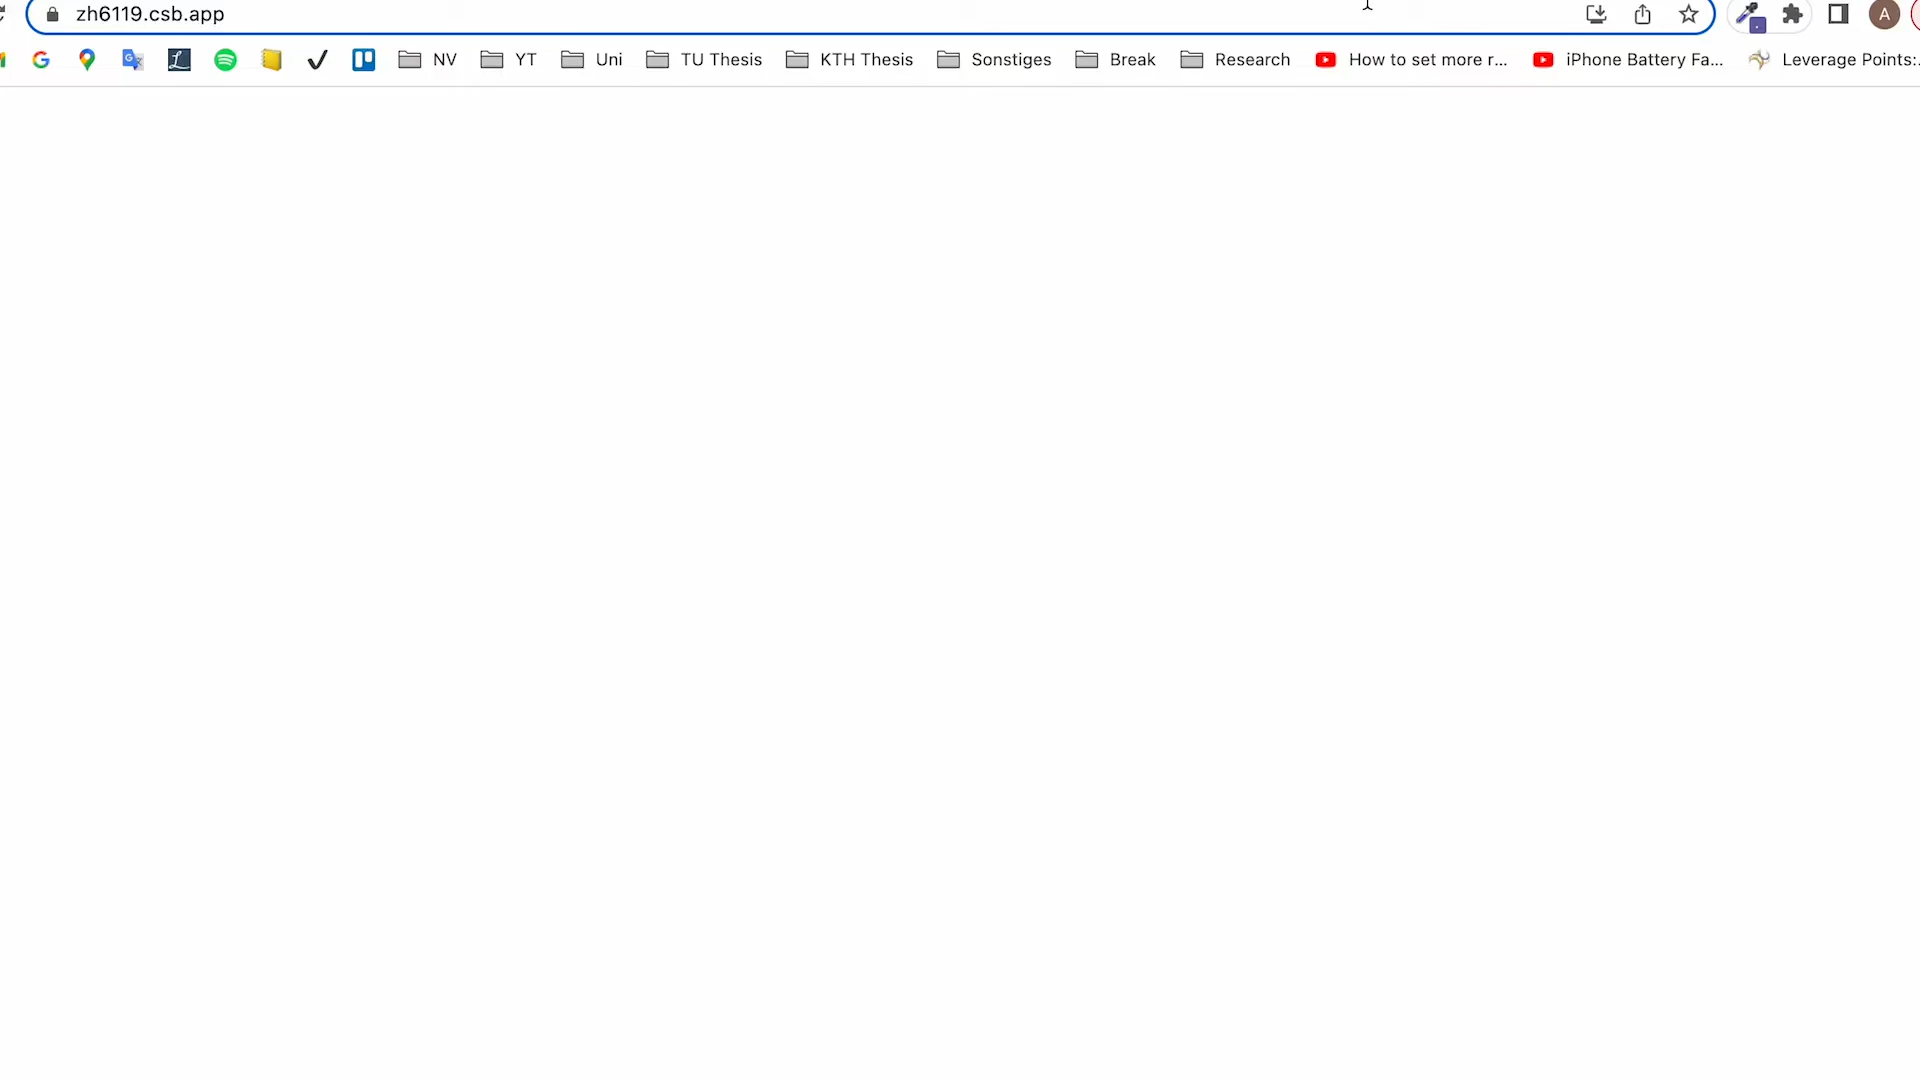 zh6119.csb.app
A
NV YT Uni TU Thesis KTH Thesis Sonstiges Break Research How to set more r... iPhone Battery Fa... Leverage Points: